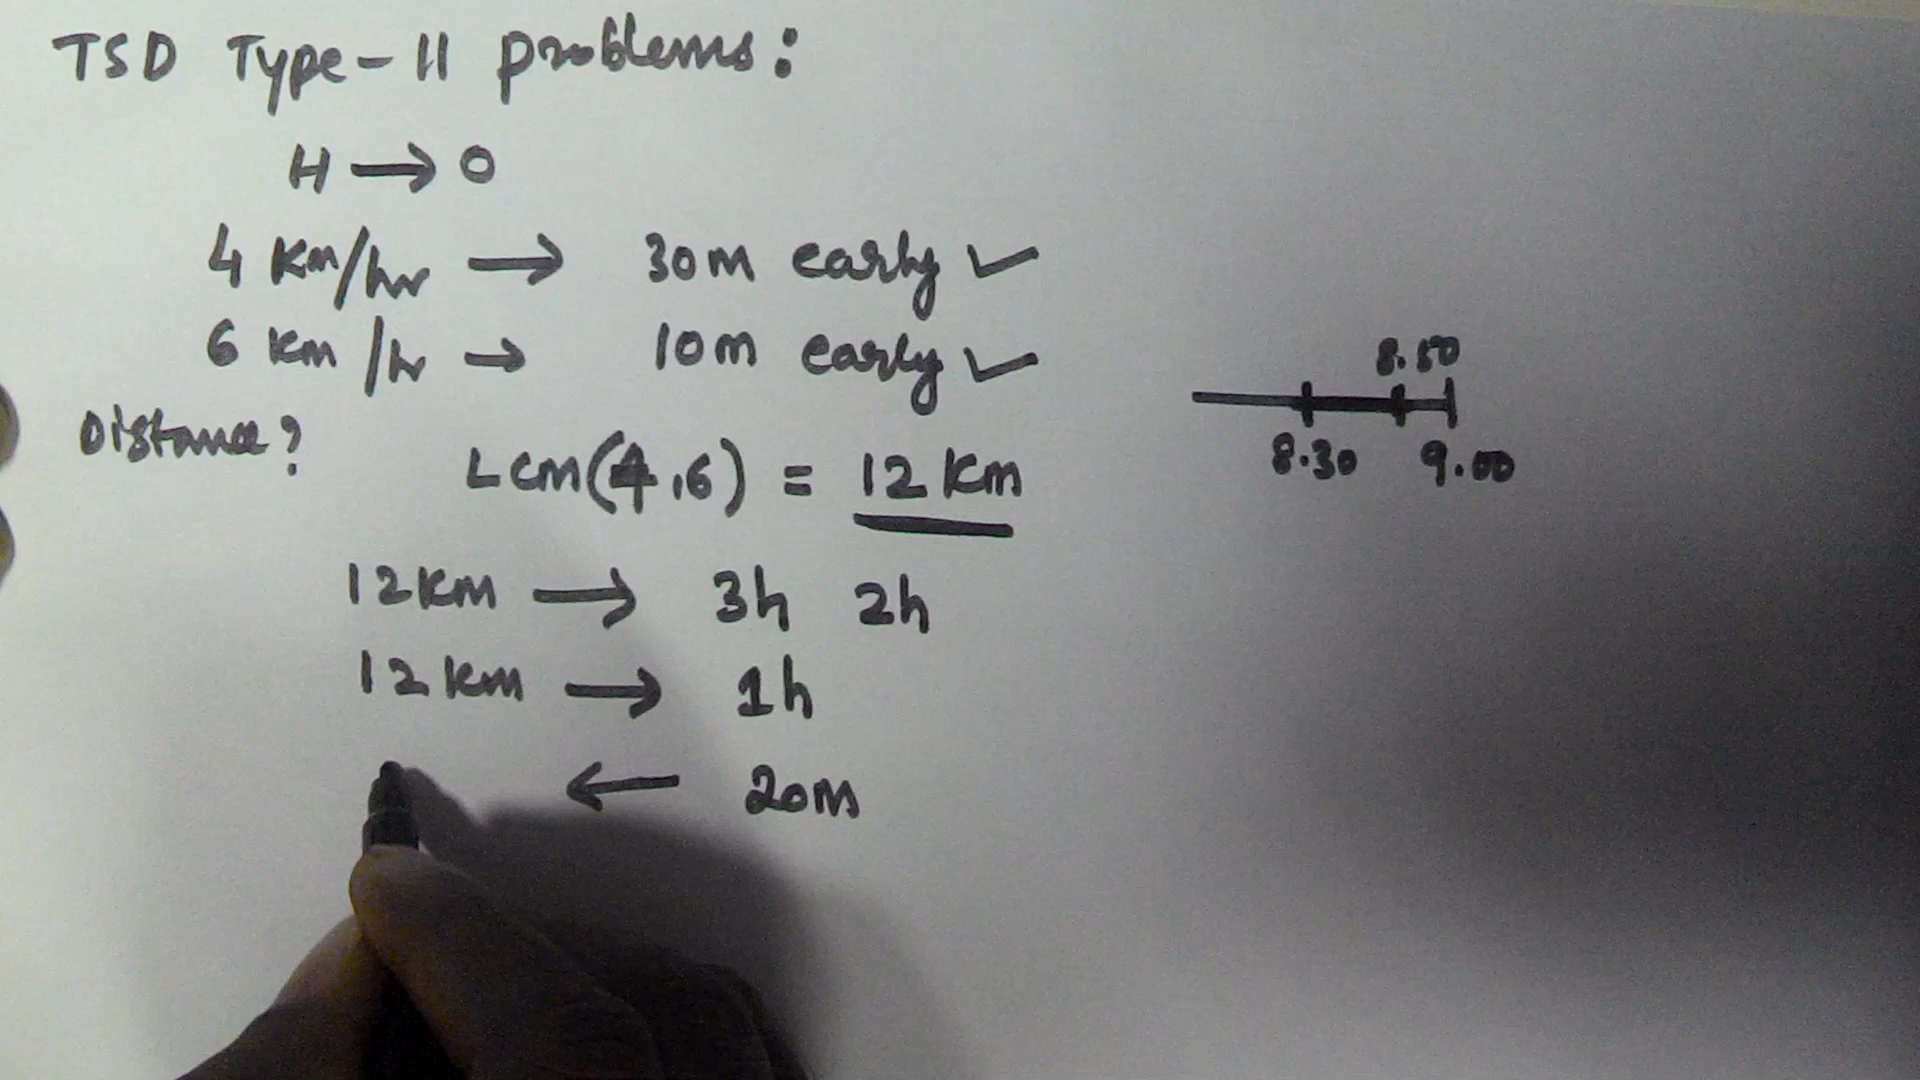 TSD Type-II problems:
H → O
4 Km/hr → 30m early ✓
6 Km/hr → 10m early ✓
Distance?
Lcm(4,6) = 12 Km
12Km → 3h 2h
12km → 1h
← 20m
8.50
8.30 9.00